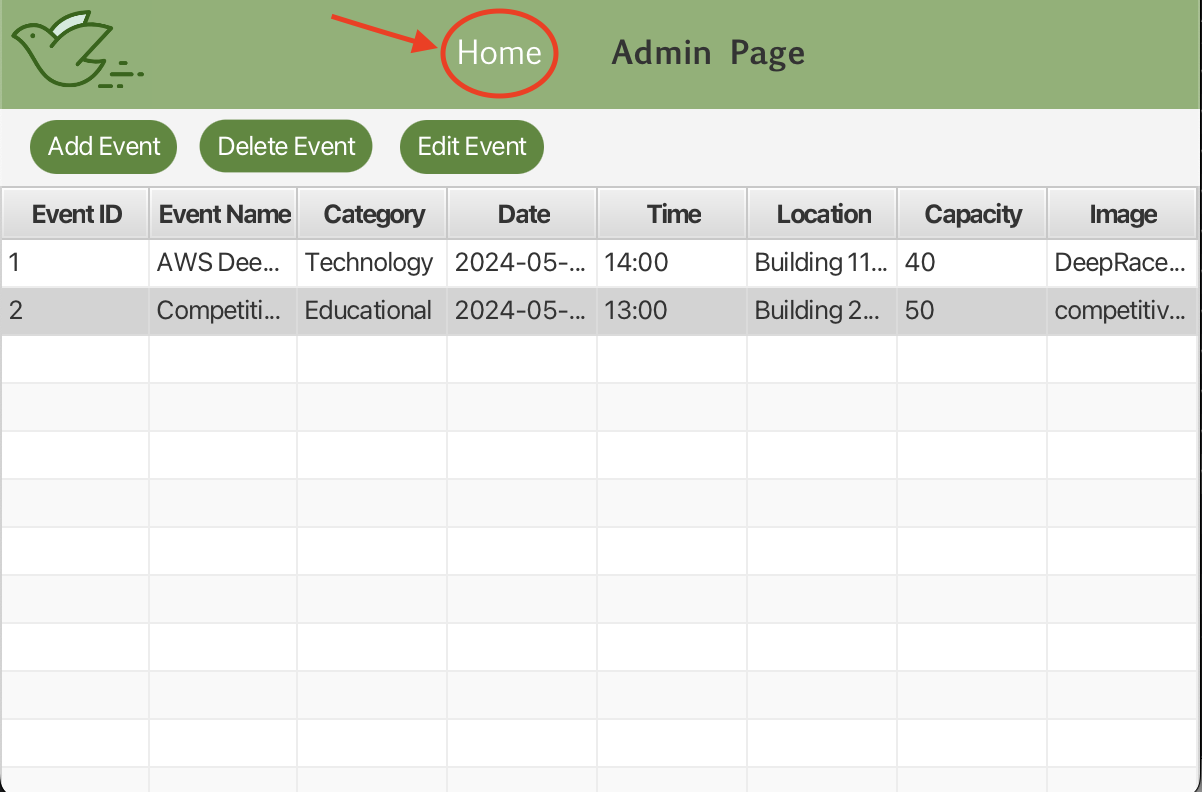 Home Admin Page
Add Event Delete Event Edit Event
Event ID Event Name Category Date Time Location Capacity Image
1 AWS Dee... Technology 2024-05-... 14:00 Building 11... 40 DeepRace...
2 Competiti... Educational 2024-05-... 13:00 Building 2... 50 competitiv...